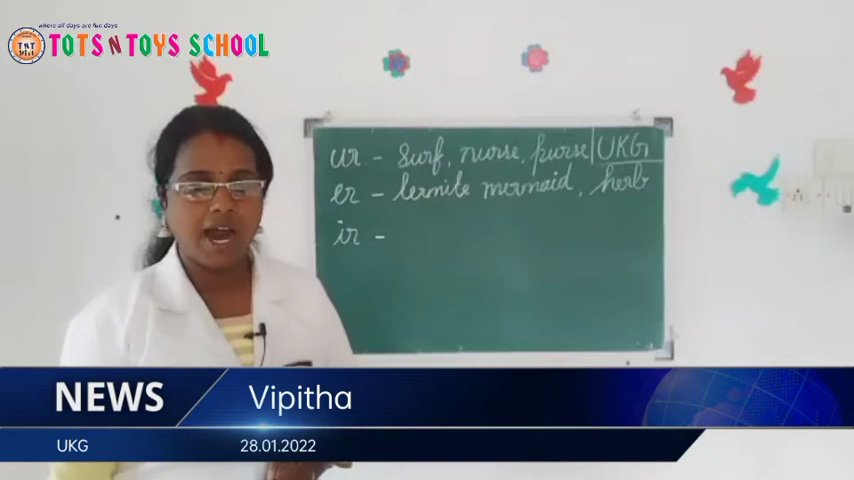 where all days are fun days
TOTS N TOYS SCHOOL
TNT
ur - Surf, nurse, purse
UKG
er - termite mermaid, herb
ir -
NEWS
Vipitha
UKG
28.01.2022